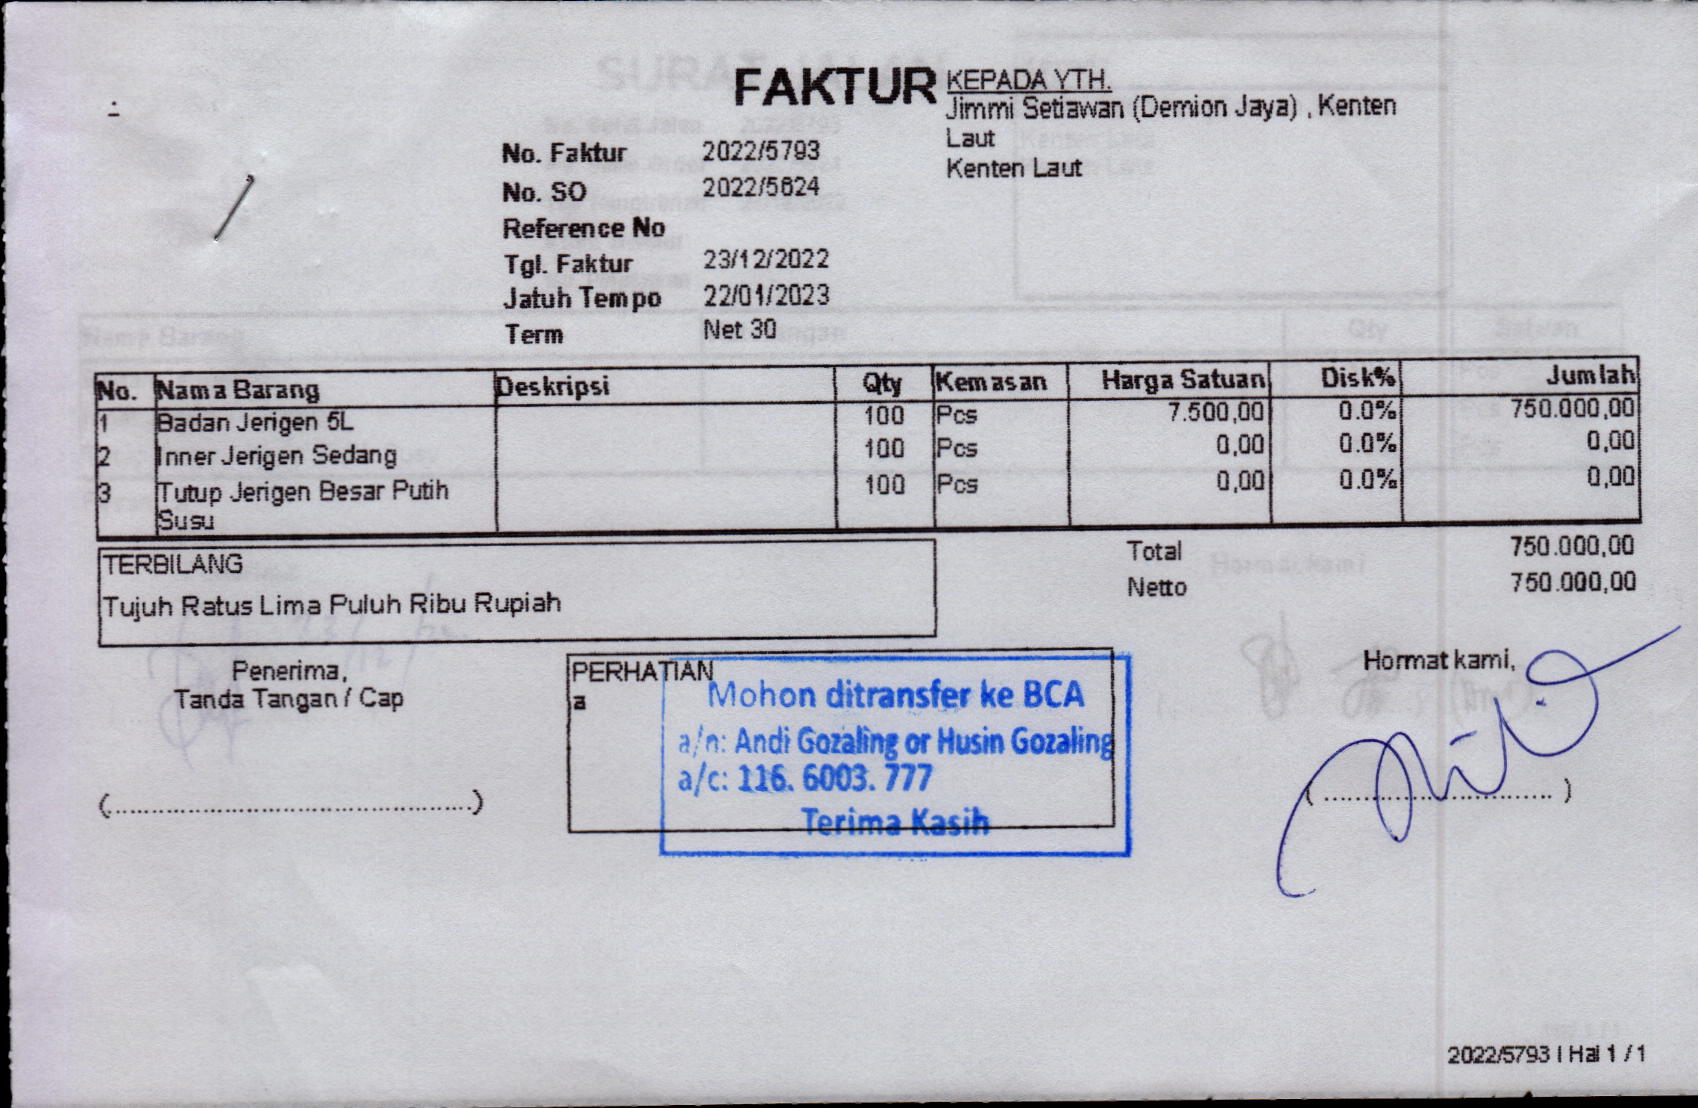 FAKTUR
KEPADA YTH.
Jimmi Setiawan (Demion Jaya) , Kenten
Laut
Kenten Laut
No. Faktur 2022/5793
No. SO 2022/5624
Reference No
Tgl. Faktur 23/12/2022
Jatuh Tempo 22/01/2023
Term Net 30
No. Nama Barang Deskripsi Qty Kemasan Harga Satuan Disk% Jumlah
1 Badan Jerigen 5L 100 Pcs 7.500,00 0.0% 750.000,00
2 Inner Jerigen Sedang 100 Pcs 0,00 0.0% 0,00
3 Tutup Jerigen Besar Putih 100 Pcs 0,00 0.0% 0,00
Susu
TERBILANG
Tujuh Ratus Lima Puluh Ribu Rupiah
Total 750.000,00
Netto 750.000,00
Penerima,
Tanda Tangan / Cap
(..............................................)
PERHATIAN
a
Mohon ditransfer ke BCA
a/n: Andi Gozaling or Husin Gozaling
a/c: 116. 6003. 777
Terima Kasih
Hormat kami,
( ............................. )
2022/5793 | Hal 1 / 1